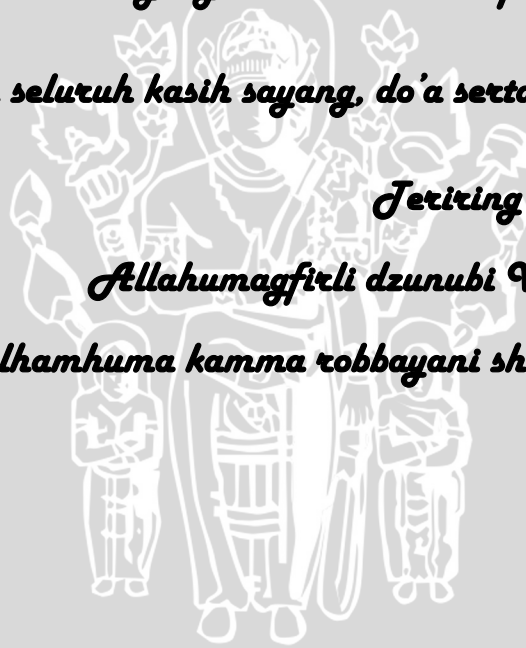 seluruh kasih sayang, do'a serta
Teriring
Allahumagfirli dzunubi
lhamhuma kamma robbayani sh